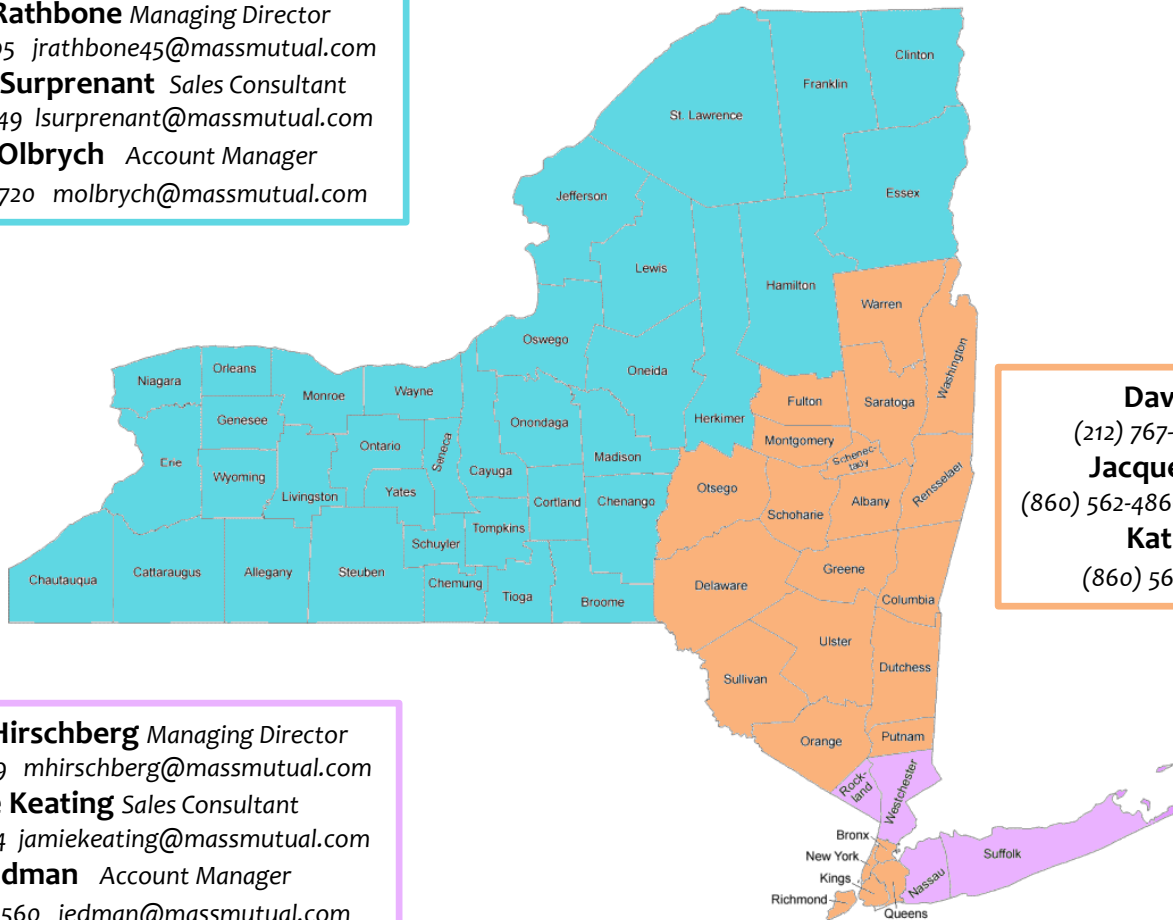 Rathbone Managing Director
jrathbone45@massmutual.com
Surprenant Sales Consultant
49 lsurprenant@massmutual.com
Olbrych Account Manager
720 molbrych@massmutual.com
Clinton
Franklin
St. Lawrence
Jefferson
Essex
Lewis
Hamilton
Warren
Oswego
Washington
Oneida
Orleans
Niagara
Monroe
Wayne
Fulton
Saratoga
Genesee
Herkimer
Onondaga
Montgomery
Ontario
Seneca
Schenec-
tady
Madison
Erie
Cayuga
Wyoming
Livingston
Yates
Otsego
Rensselaer
Cortland
Chenango
Albany
Schoharie
Tompkins
Schuyler
Greene
Chautauqua
Cattaraugus
Allegany
Steuben
Chemung
Delaware
Tioga
Broome
Columbia
Ulster
Dutchess
Sullivan
Putnam
Orange
Rock-
land
Westchester
Bronx
New York
Kings
Richmond
Queens
Nassau
Suffolk
(212) 767-
(860) 562-486
Kat
(860) 56
Hirschberg Managing Director
9 mhirschberg@massmutual.com
Keating Sales Consultant
4 jamiekeating@massmutual.com
dman Account Manager
560 jedman@massmutual.com